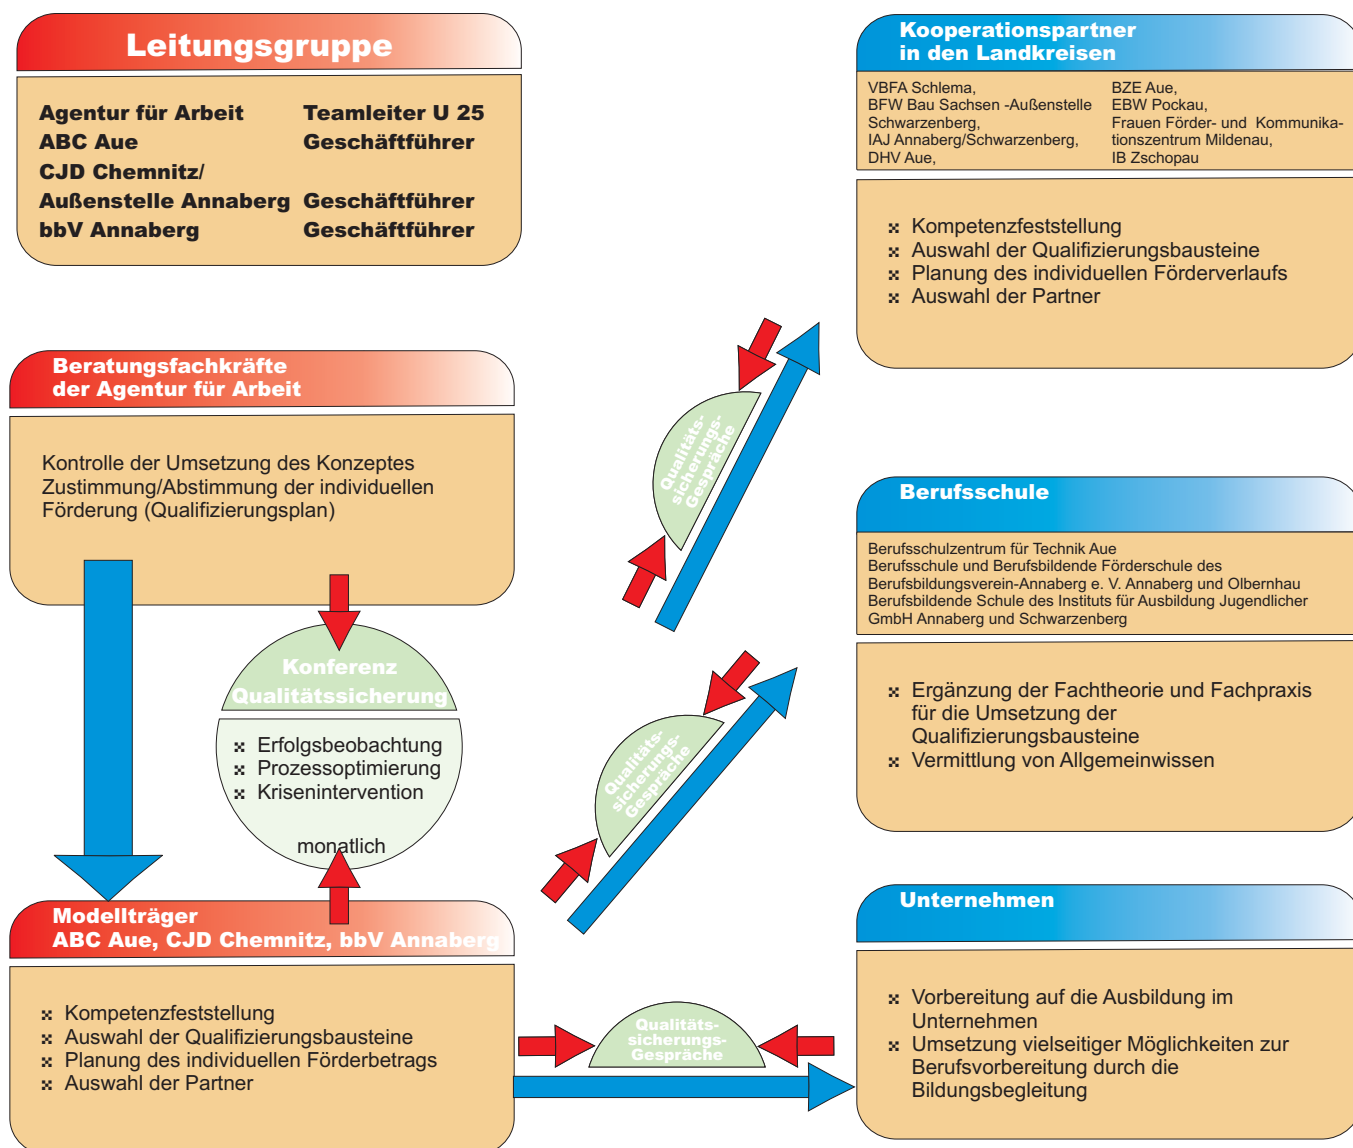 Leitungsgruppe
Agentur für Arbeit Teamleiter U 25
ABC Aue Geschäftführer
CJD Chemnitz/
Außenstelle Annaberg Geschäftführer
bbV Annaberg Geschäftführer
Beratungsfachkräfte
der Agentur für Arbeit
Kontrolle der Umsetzung des Konzeptes
Zustimmung/Abstimmung der individuellen
Förderung (Qualifizierungsplan)
Konferenz
Qualitätssicherung
Erfolgsbeobachtung
Prozessoptimierung
Krisenintervention
monatlich
Modellträger
ABC Aue, CJD Chemnitz, bbV Annaberg
Kompetenzfeststellung
Auswahl der Qualifizierungsbausteine
Planung des individuellen Förderbetrags
Auswahl der Partner
Qualitäts-
sicherungs-
Gespräche
Qualitäts-
sicherungs-
Gespräche
Qualitäts-
sicherungs-
Gespräche
Kooperationspartner
in den Landkreisen
VBFA Schlema,
BFW Bau Sachsen -Außenstelle
Schwarzenberg,
IAJ Annaberg/Schwarzenberg,
DHV Aue,
BZE Aue,
EBW Pockau,
Frauen Förder- und Kommunika-
tionszentrum Mildenau,
IB Zschopau
Kompetenzfeststellung
Auswahl der Qualifizierungsbausteine
Planung des individuellen Förderverlaufs
Auswahl der Partner
Berufsschule
Berufsschulzentrum für Technik Aue
Berufsschule und Berufsbildende Förderschule des
Berufsbildungsverein-Annaberg e. V. Annaberg und Olbernhau
Berufsbildende Schule des Instituts für Ausbildung Jugendlicher
GmbH Annaberg und Schwarzenberg
Ergänzung der Fachtheorie und Fachpraxis
für die Umsetzung der
Qualifizierungsbausteine
Vermittlung von Allgemeinwissen
Unternehmen
Vorbereitung auf die Ausbildung im
Unternehmen
Umsetzung vielseitiger Möglichkeiten zur
Berufsvorbereitung durch die
Bildungsbegleitung